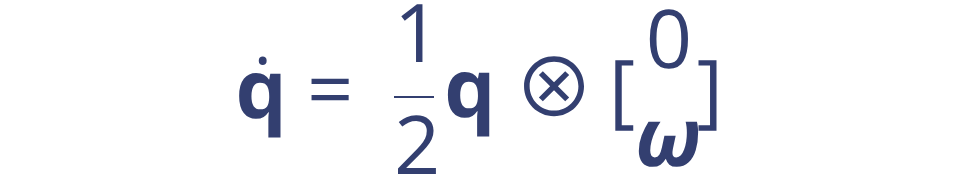 q̇ = 1/2 q ⊗ [0 ω]